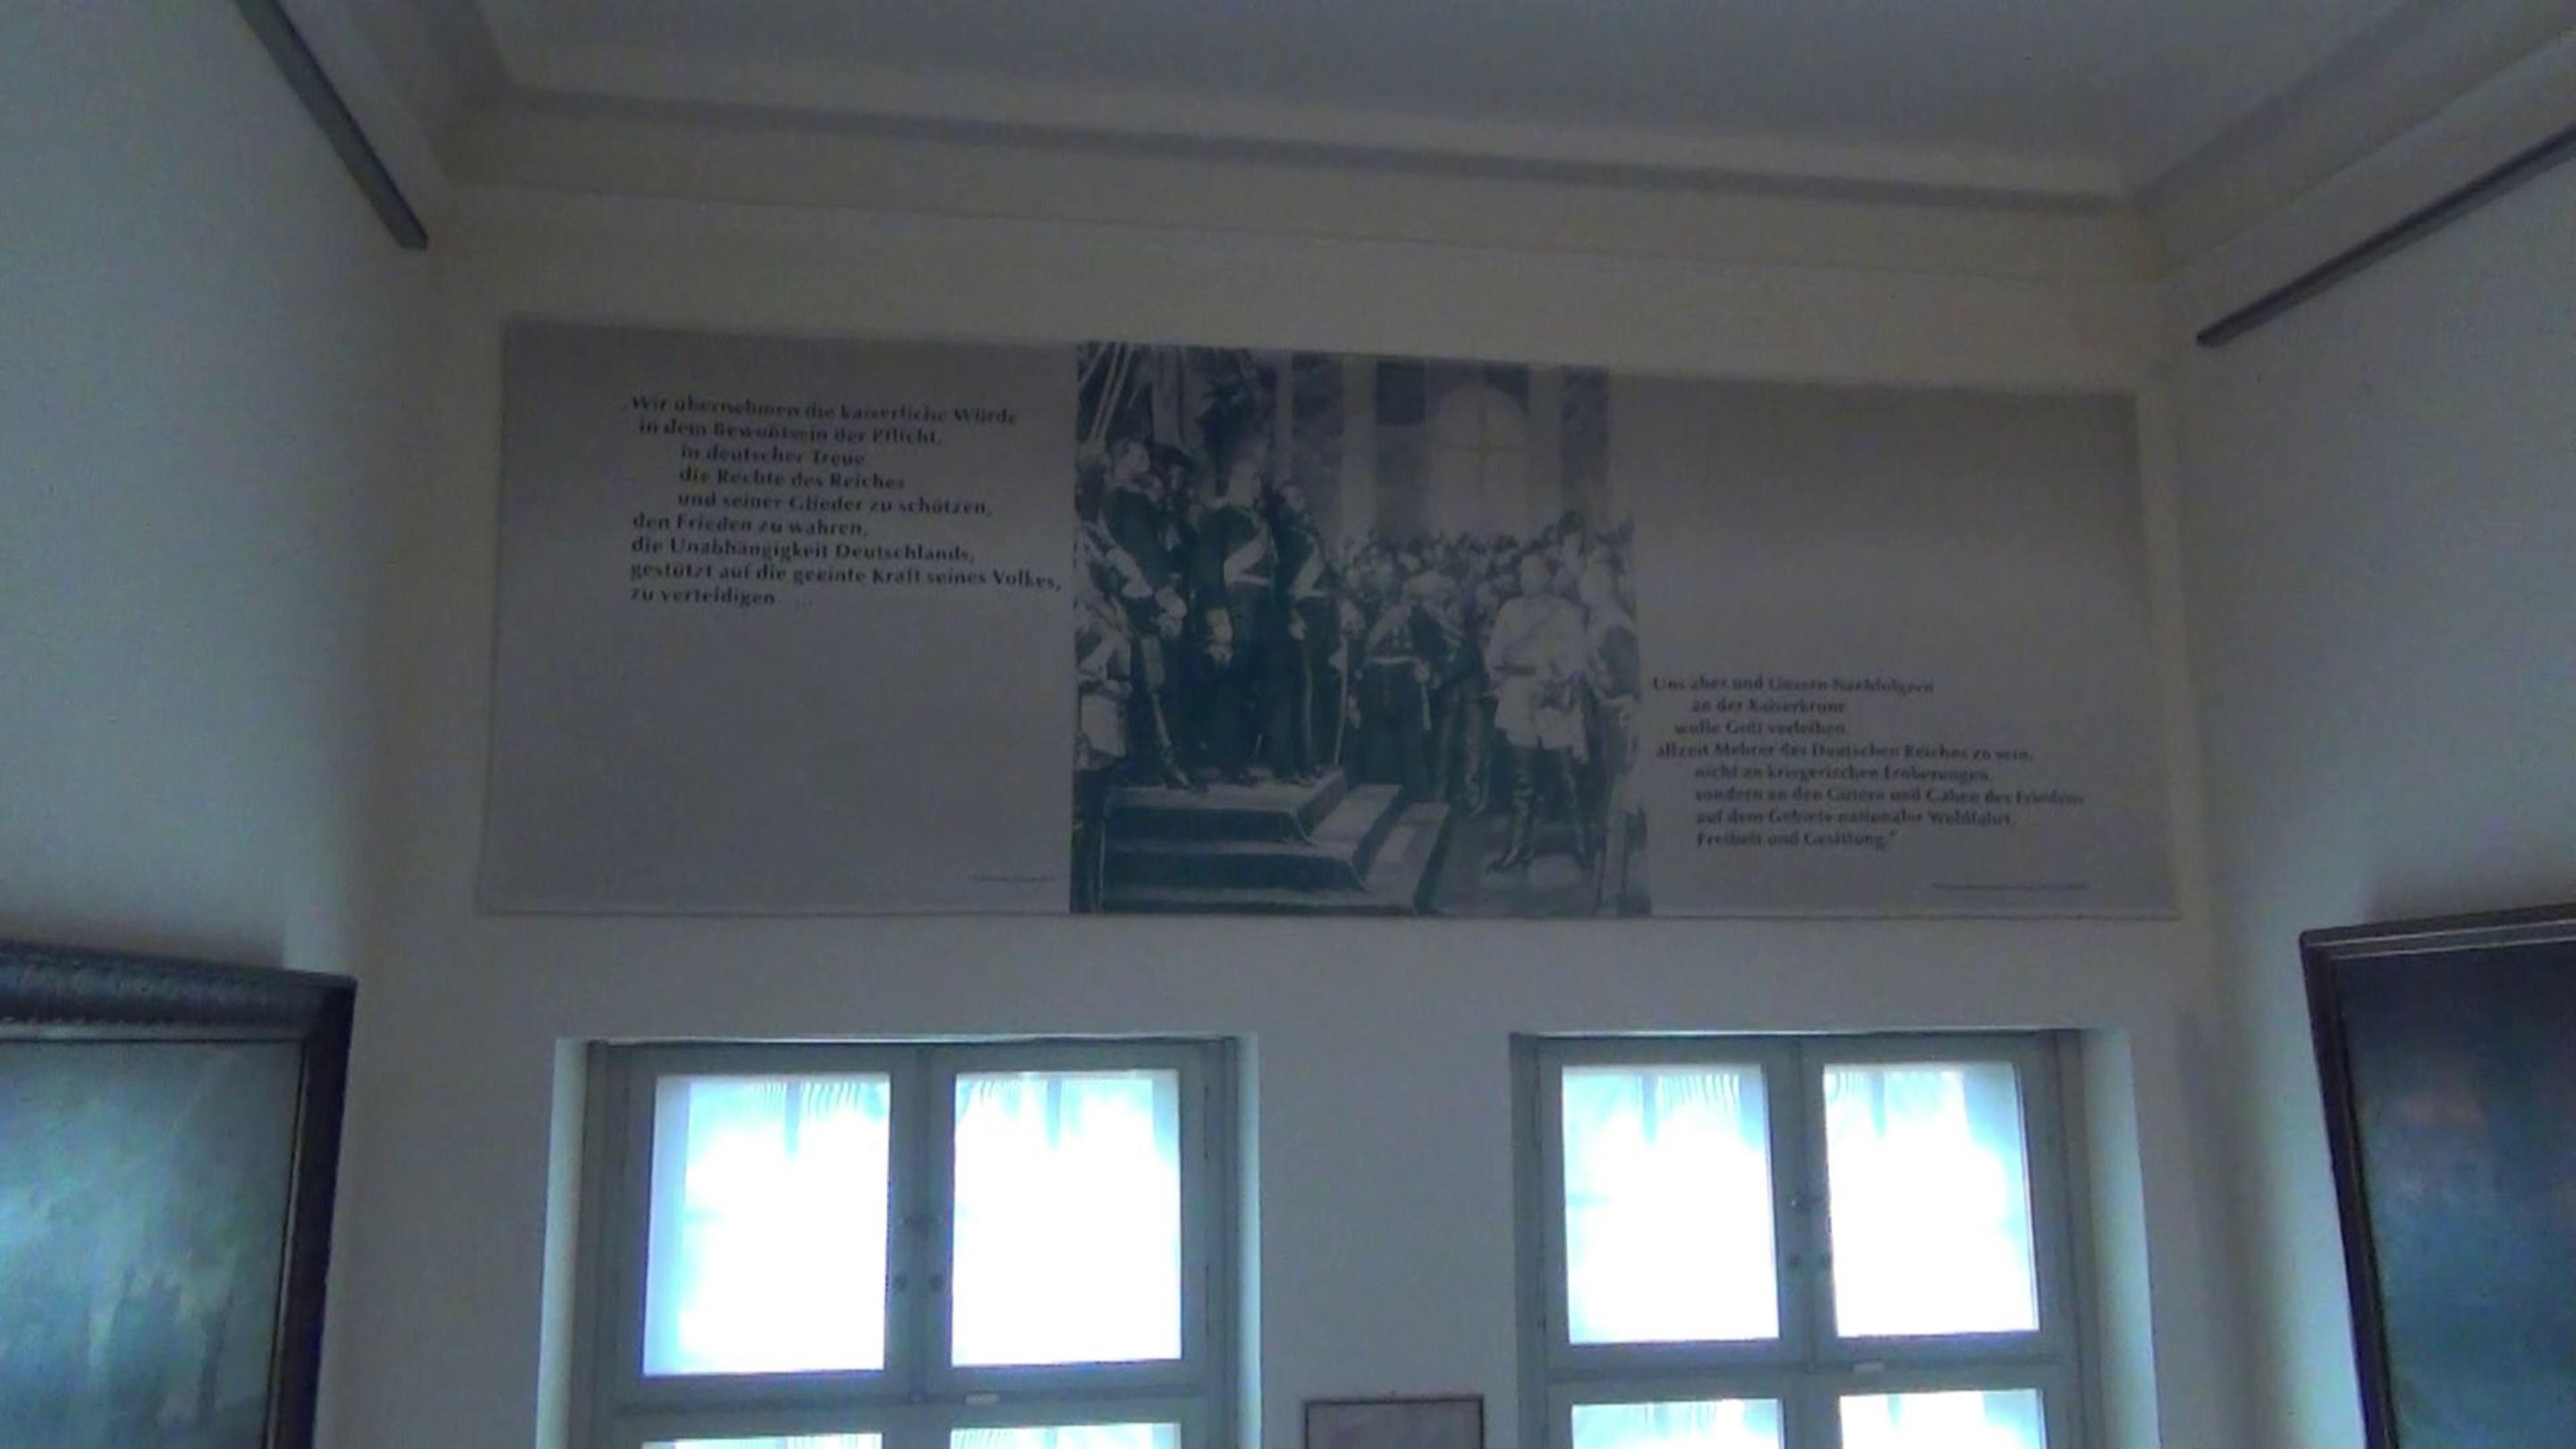 „Wir übernehmen die kaiserliche Würde
in dem Bewußtsein der Pflicht,
in deutscher Treue
die Rechte des Reiches
und seiner Glieder zu schützen,
den Frieden zu wahren,
die Unabhängigkeit Deutschlands,
gestützt auf die geeinte Kraft seines Volkes,
zu verteidigen. ...
Uns aber und Unsern Nachfolgern
an der Kaiserkrone
wolle Gott verleihen,
allzeit Mehrer des Deutschen Reiches zu sein,
nicht an kriegerischen Eroberungen,
sondern an den Gütern und Gaben des Friedens
auf dem Gebiete nationaler Wohlfahrt,
Freiheit und Gesittung.“